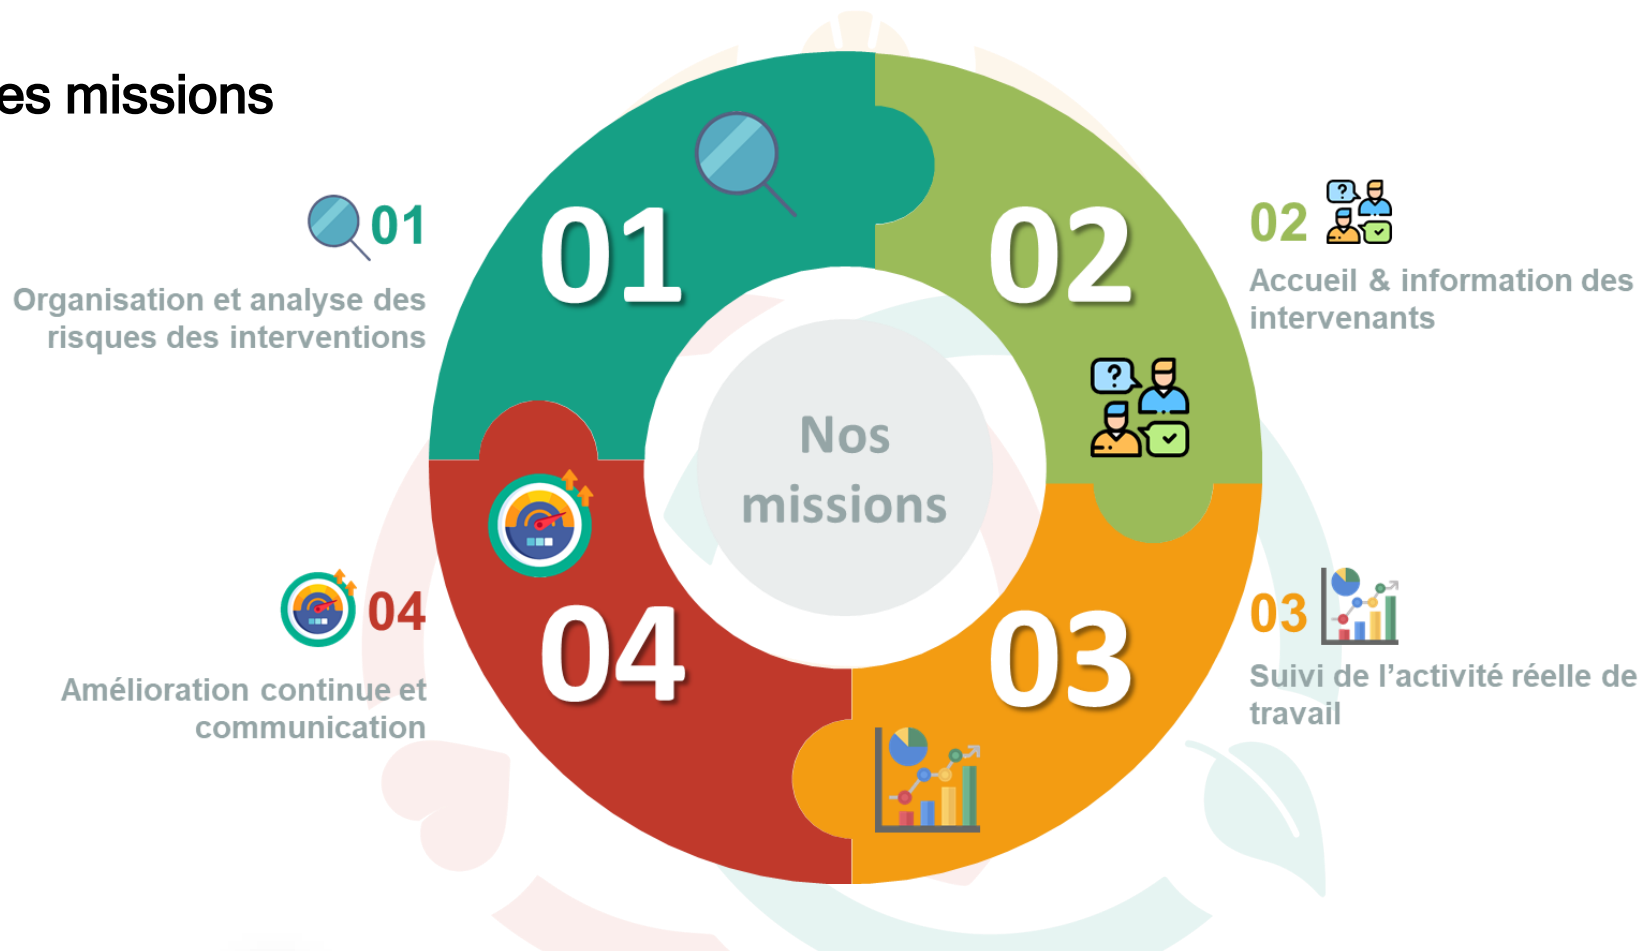 es missions
01
Organisation et analyse des
risques des interventions
02
Accueil & information des
intervenants
01
02
Nos
missions
04
03
04
Amélioration continue et
communication
03
Suivi de l’activité réelle de
travail